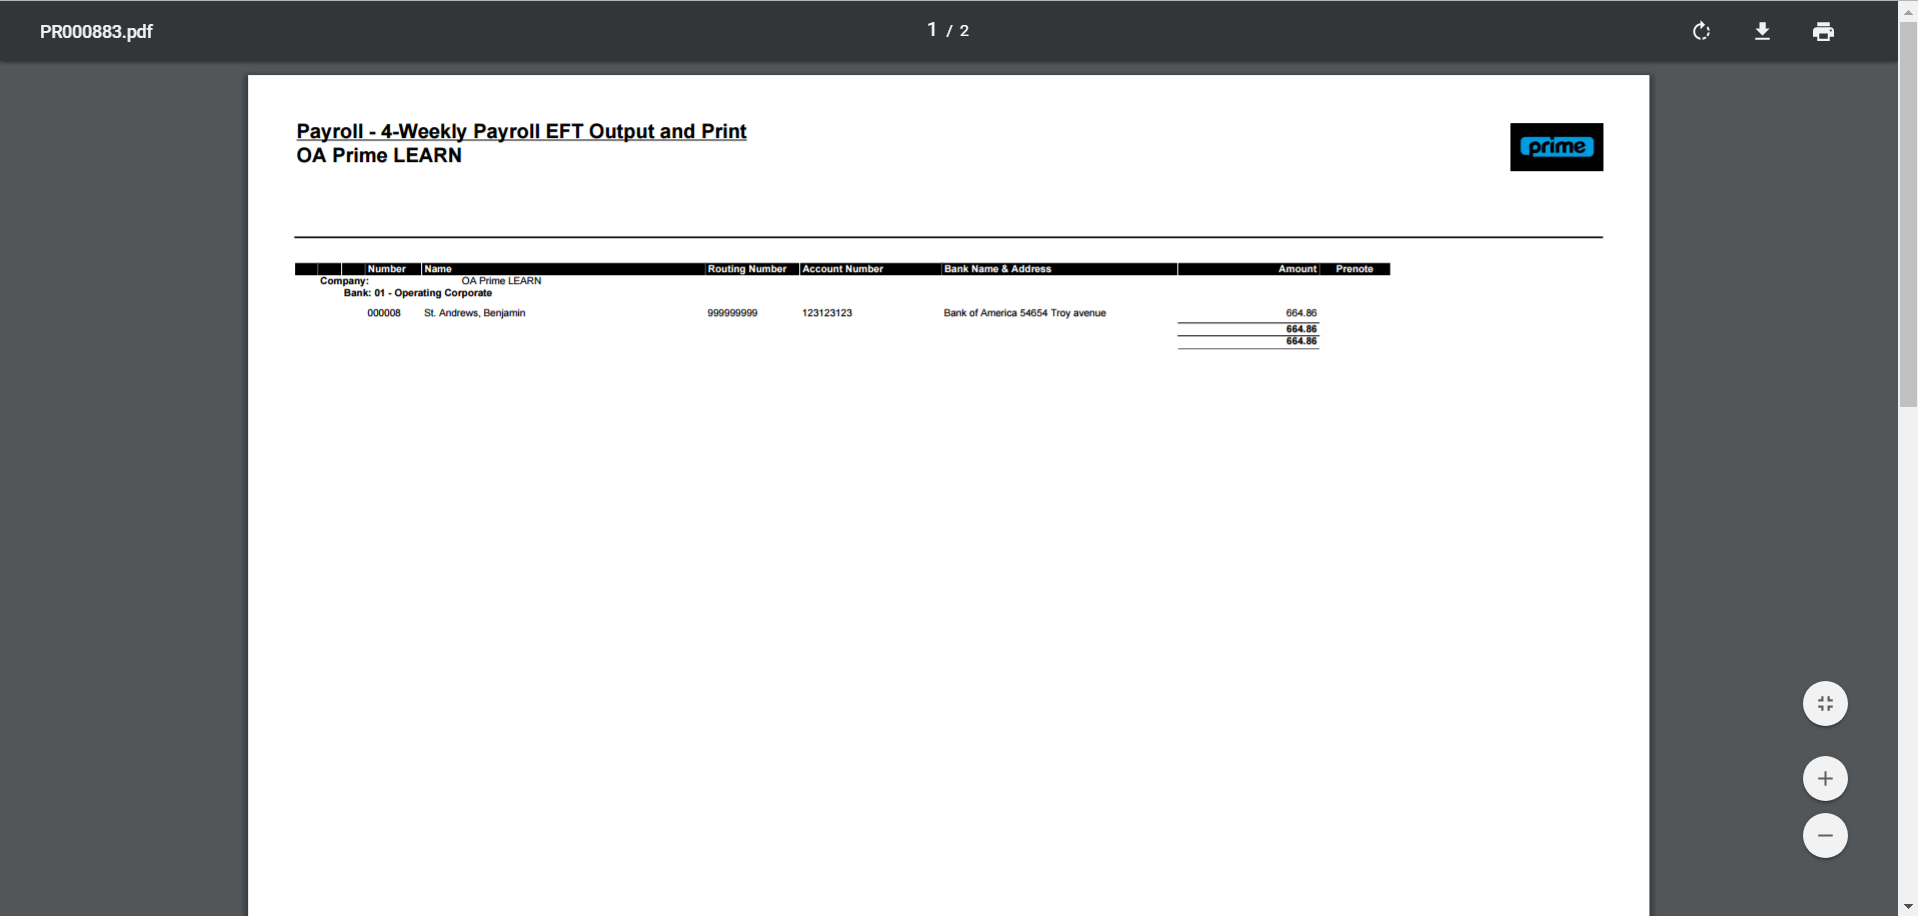 PR000883.pdf
1 / 2
Payroll - 4-Weekly Payroll EFT Output and Print
OA Prime LEARN
prime
Number Name Routing Number Account Number Bank Name & Address Amount Prenote
Company: OA Prime LEARN
Bank: 01 - Operating Corporate
000008 St. Andrews, Benjamin 999999999 123123123 Bank of America 54654 Troy avenue 664.86
664.86
664.86